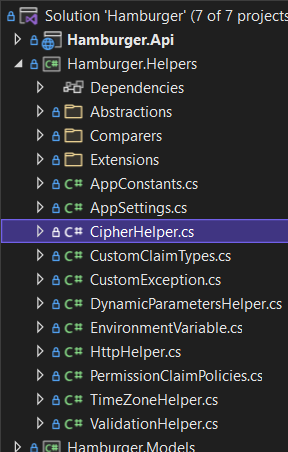 Solution 'Hamburger' (7 of 7 projects
Hamburger.Api
Hamburger.Helpers
Dependencies
Abstractions
Comparers
Extensions
C# AppConstants.cs
C# AppSettings.cs
C# CipherHelper.cs
C# CustomClaimTypes.cs
C# CustomException.cs
C# DynamicParametersHelper.cs
C# EnvironmentVariable.cs
C# HttpHelper.cs
C# PermissionClaimPolicies.cs
C# TimeZoneHelper.cs
C# ValidationHelper.cs
Hamburger.Models